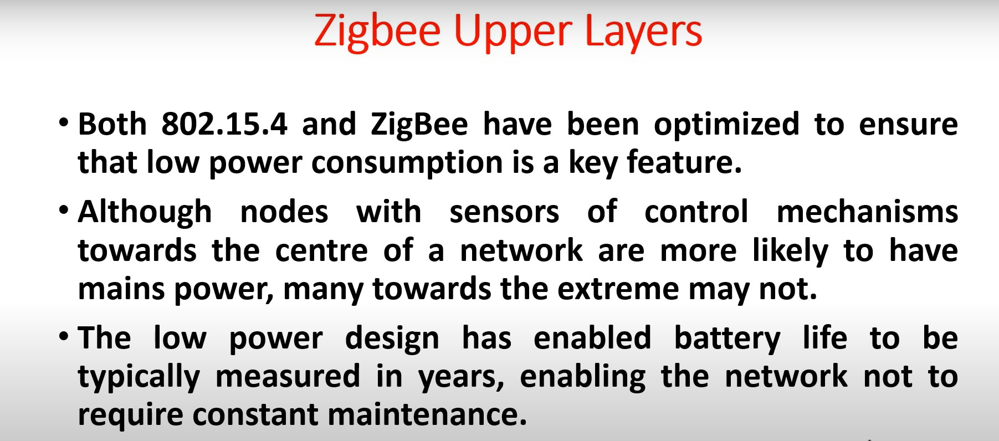 Zigbee Upper Layers
• Both 802.15.4 and ZigBee have been optimized to ensure
that low power consumption is a key feature.
• Although nodes with sensors of control mechanisms
towards the centre of a network are more likely to have
mains power, many towards the extreme may not.
• The low power design has enabled battery life to be
typically measured in years, enabling the network not to
require constant maintenance.